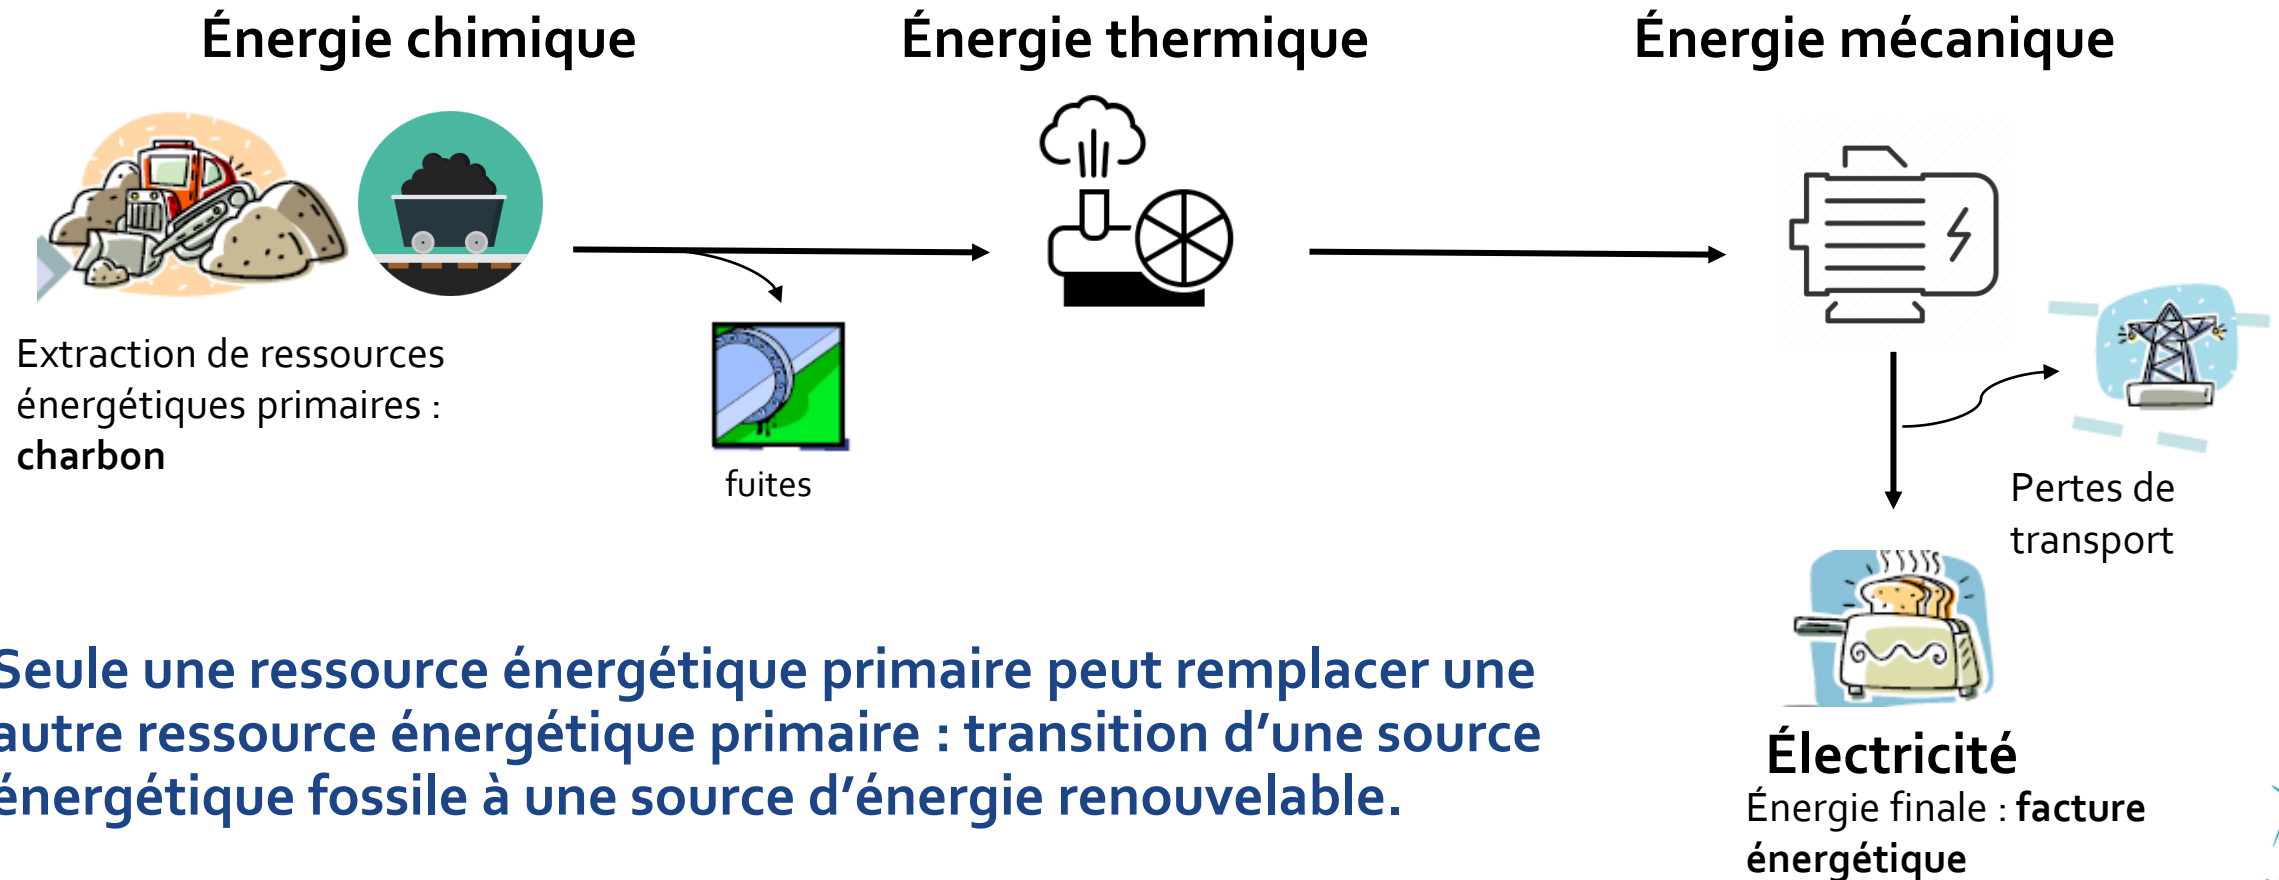 Énergie chimique
Énergie thermique
Énergie mécanique
Extraction de ressources
énergétiques primaires :
charbon
fuites
Pertes de
transport
Seule une ressource énergétique primaire peut remplacer une
autre ressource énergétique primaire : transition d’une source
énergétique fossile à une source d’énergie renouvelable.
Électricité
Énergie finale : facture
énergétique